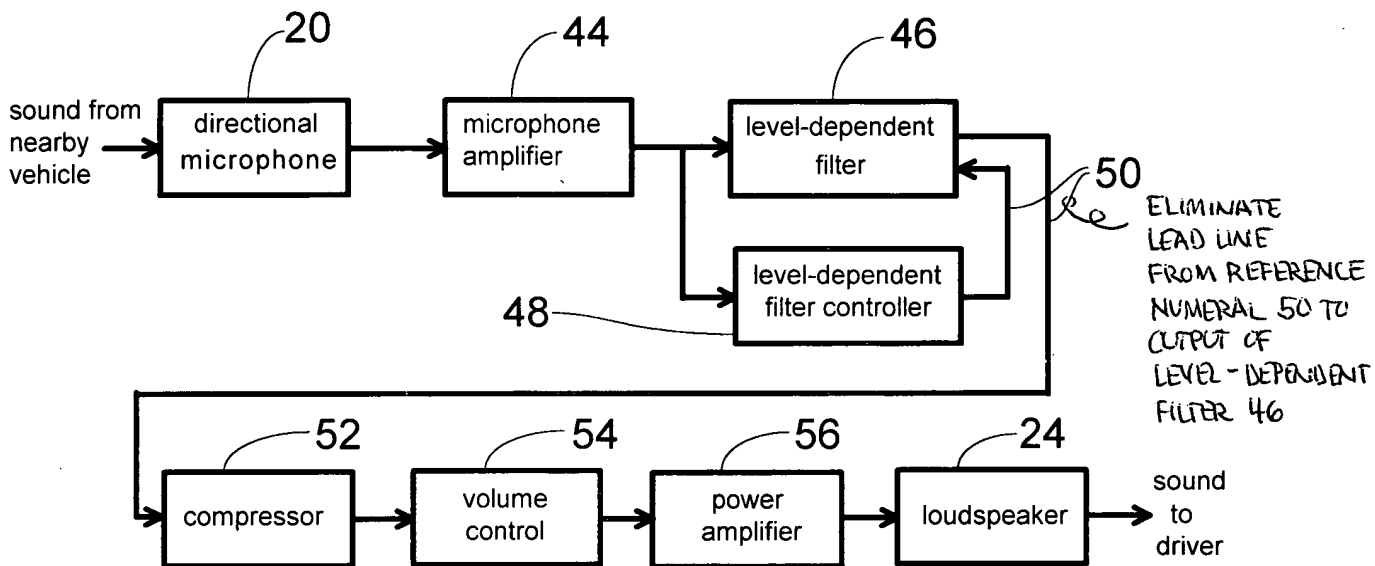 20
44
46
sound from
nearby
vehicle
directional
microphone
microphone
amplifier
level-dependent
filter
50
ELIMINATE
LEAD LINE
FROM REFERENCE
NUMERAL 50 TO
OUTPUT OF
LEVEL-DEPENDENT
FILTER 46
level-dependent
filter controller
48
52
54
56
24
compressor
volume
control
power
amplifier
loudspeaker
sound
to
driver